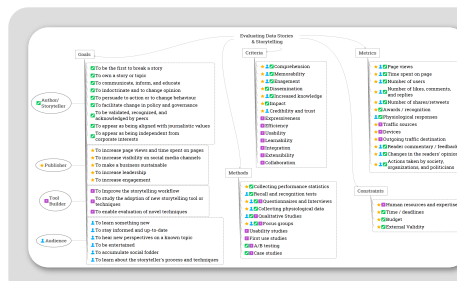 Evaluating Data Stories
& Storytelling
Goals
Author/
Storyteller
To be the first to break a story
To own a story or topic
To communicate, inform, and educate
To indoctrinate and to change opinion
To persuade to action or to change behaviour
To facilitate change in policy and governance
To be validated, recognized, and
acknowledged by peers
To appear as being aligned with journalistic values
To appear as being independent from
corporate interests
Publisher
To increase page views and time spent on pages
To increase visibility on social media channels
To make a business sustainable
To increase leadership
To increase engagement
Tool
Builder
To improve the storytelling workflow
To study the adoption of new storytelling tool or
techniques
To enable evaluation of novel techniques
Audience
To learn something new
To stay informed and up-to-date
To hear new perspectives on a known topic
To be entertained
To accumulate social fodder
To learn about the storyteller's process and techniques
Criteria
Comprehension
Memorability
Engagement
Dissemination
Increased knowledge
Impact
Credibility and trust
Expressiveness
Efficiency
Usability
Learnability
Integration
Extensibility
Collaboration
Methods
Collecting performance statistics
Recall and recognition tests
Questionnaires and Interviews
Collecting physiological data
Qualitative Studies
Focus groups
Usability studies
First use studies
A/B testing
Case studies
Metrics
Page views
Time spent on page
Number of users
Number of likes, comments,
and replies
Number of shares/retweets
Awards / recognition
Physiological responses
Traffic sources
Devices
Outgoing traffic destination
Reader commentary / feedback
Changes in the readers' opinion
Actions taken by society,
organizations, and politicians
Constraints
Human resources and expertise
Time / deadlines
Budget
External Validity